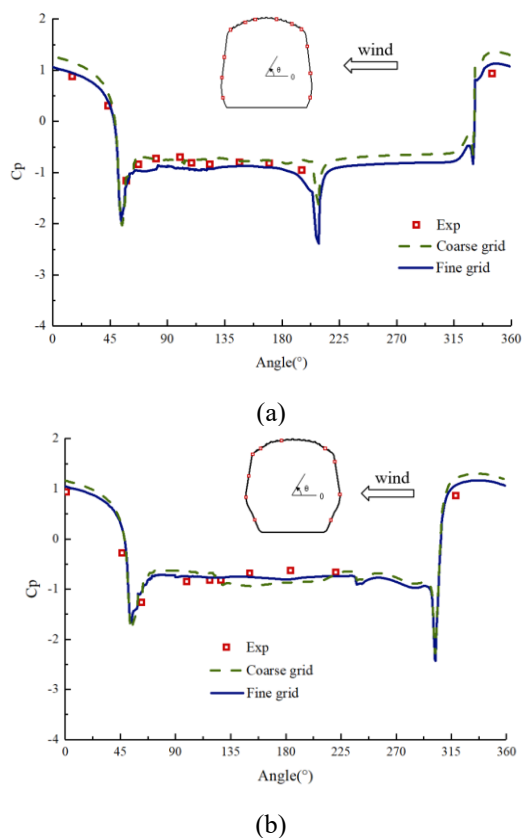 2
1
0
-1
-2
-3
-4
Cp
θ
0
wind
Exp
Coarse grid
Fine grid
0 45 90 135 180 225 270 315 360
Angle(°)
(a)
2
1
0
-1
-2
-3
-4
Cp
θ
0
wind
Exp
Coarse grid
Fine grid
0 45 90 135 180 225 270 315 360
Angle(°)
(b)